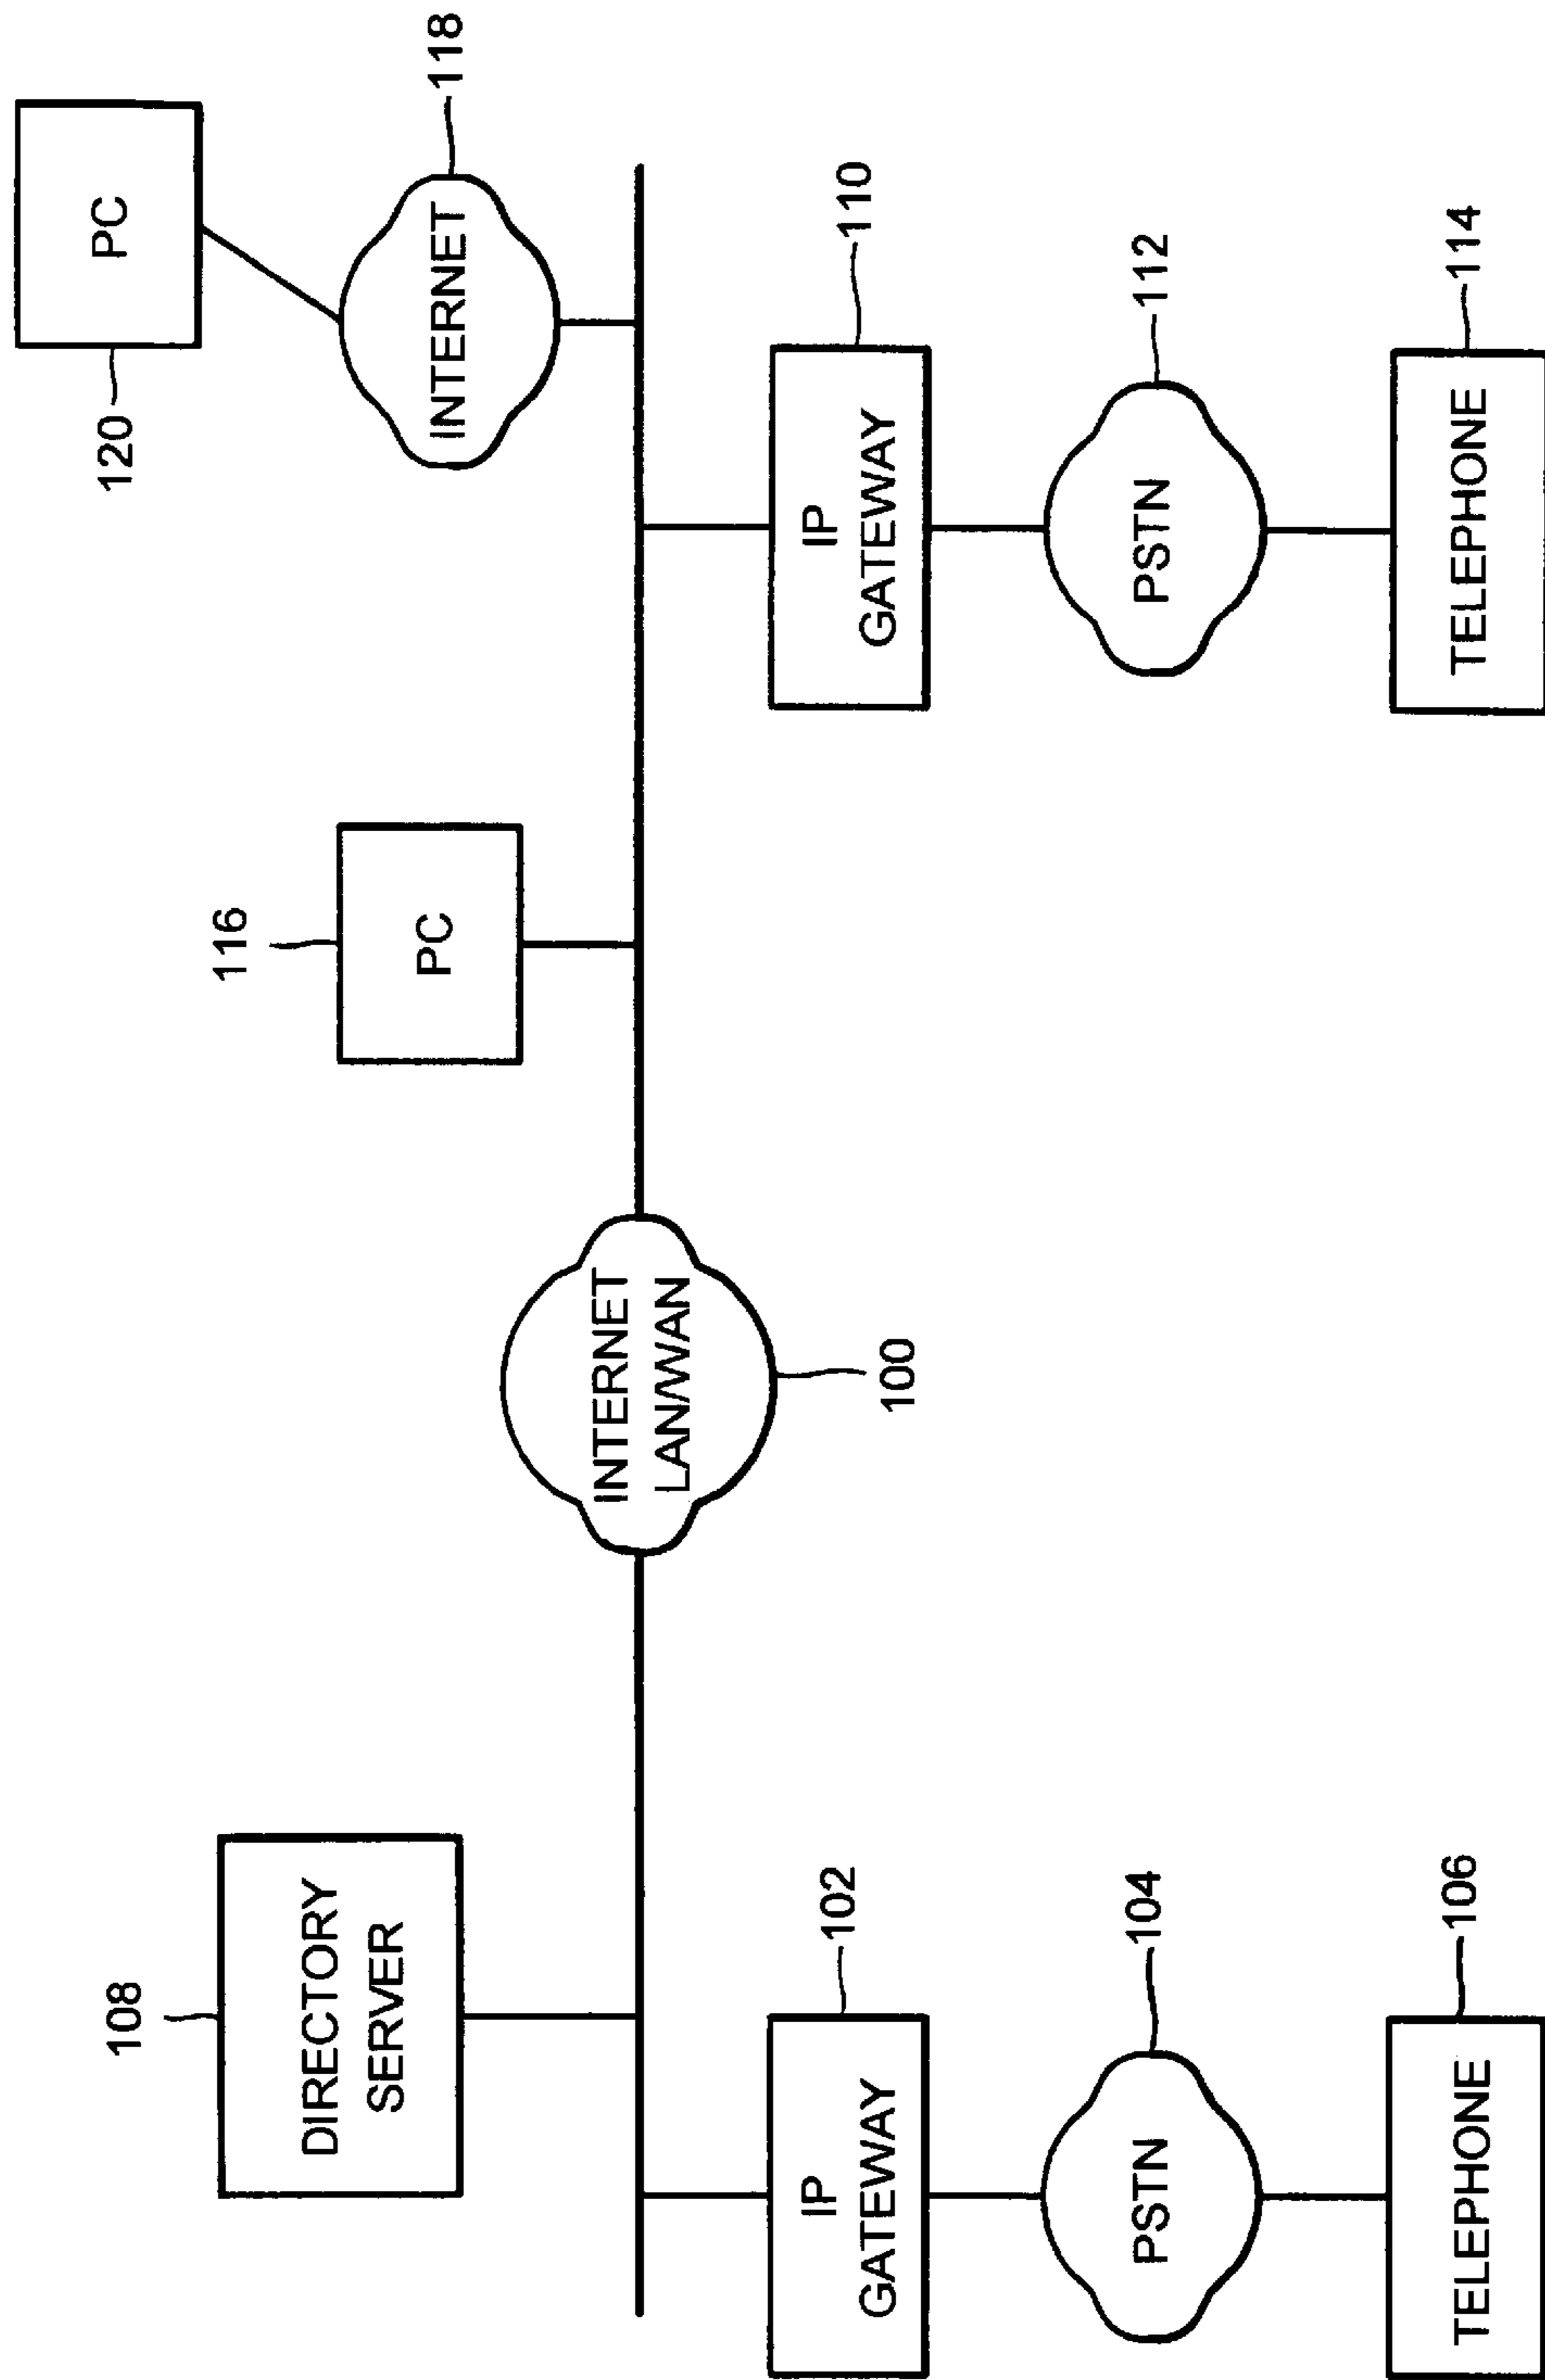 108
DIRECTORY
SERVER
IP
GATEWAY
102
PSTN
104
TELEPHONE
106
INTERNET
LAN/WAN
100
116
PC
120
PC
INTERNET
118
IP
GATEWAY
110
PSTN
112
TELEPHONE
114